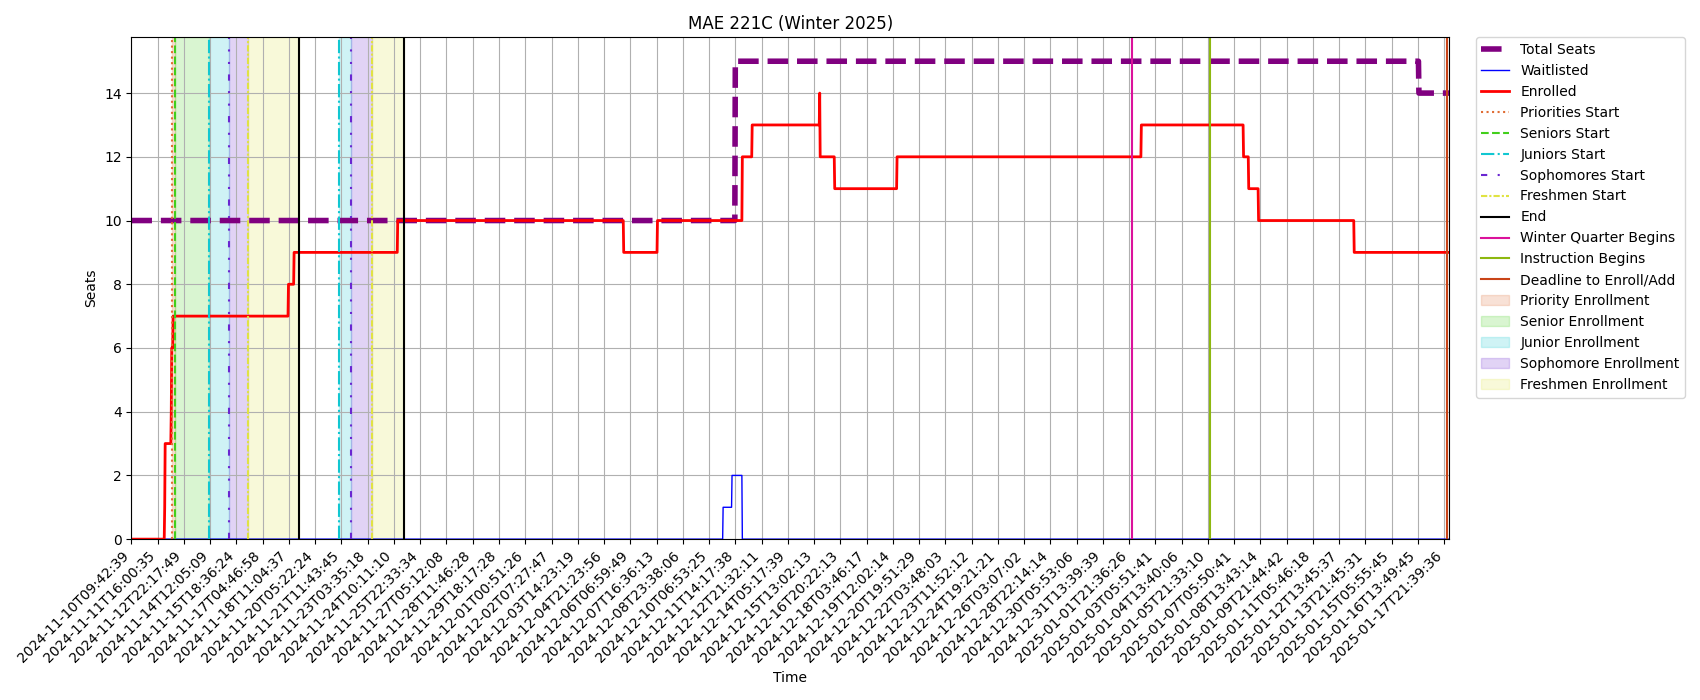 MAE 221C (Winter 2025)
Seats
14
12
10
8
6
4
2
0
2024-11-10T09:42:39
2024-11-11T16:00:35
2024-11-12T22:17:49
2024-11-14T12:05:09
2024-11-15T18:36:24
2024-11-17T04:46:58
2024-11-18T11:04:37
2024-11-20T05:22:24
2024-11-21T11:43:45
2024-11-23T03:35:18
2024-11-24T10:11:10
2024-11-25T22:33:34
2024-11-27T05:12:08
2024-11-28T11:46:28
2024-11-29T18:17:28
2024-12-01T00:51:26
2024-12-02T07:27:47
2024-12-03T14:23:19
2024-12-04T21:23:56
2024-12-06T06:59:49
2024-12-07T16:36:13
2024-12-08T23:38:06
2024-12-10T06:53:25
2024-12-11T14:17:38
2024-12-12T21:32:11
2024-12-14T05:17:39
2024-12-15T13:02:13
2024-12-16T20:22:13
2024-12-18T03:46:17
2024-12-19T12:02:14
2024-12-20T19:51:29
2024-12-22T03:48:03
2024-12-23T11:52:12
2024-12-24T19:21:21
2024-12-26T03:07:02
2024-12-28T22:14:14
2024-12-30T05:53:06
2024-12-31T13:39:39
2025-01-01T21:36:26
2025-01-03T05:51:41
2025-01-04T13:40:06
2025-01-05T21:33:10
2025-01-07T05:50:41
2025-01-08T13:43:14
2025-01-09T21:44:42
2025-01-11T05:46:18
2025-01-12T13:45:37
2025-01-13T21:45:31
2025-01-15T05:55:45
2025-01-16T13:49:45
2025-01-17T21:39:36
Time
Total Seats
Waitlisted
Enrolled
Priorities Start
Seniors Start
Juniors Start
Sophomores Start
Freshmen Start
End
Winter Quarter Begins
Instruction Begins
Deadline to Enroll/Add
Priority Enrollment
Senior Enrollment
Junior Enrollment
Sophomore Enrollment
Freshmen Enrollment